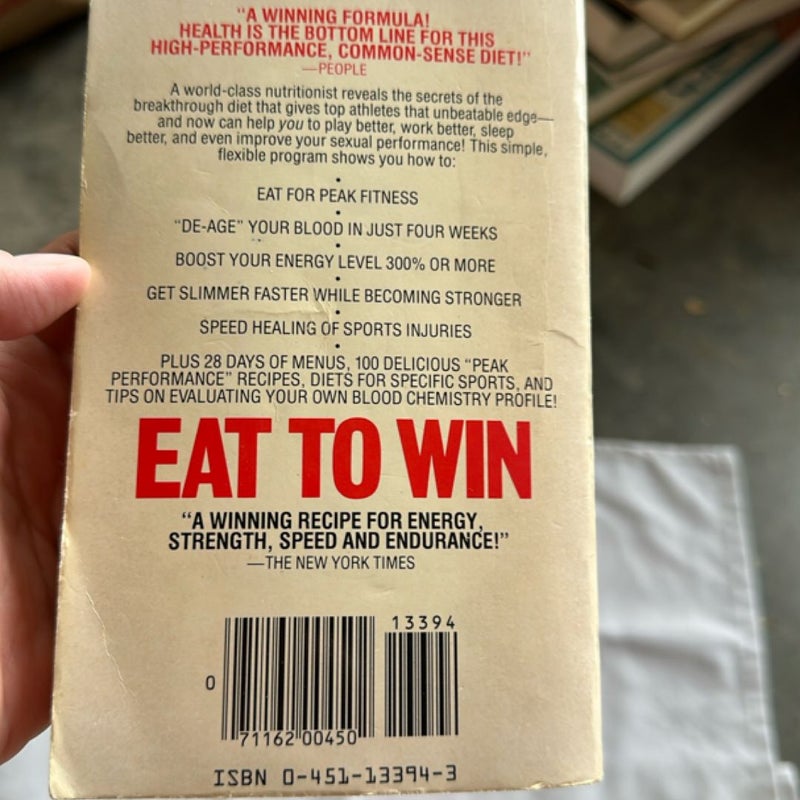 "A WINNING FORMULA!
HEALTH IS THE BOTTOM LINE FOR THIS
HIGH-PERFORMANCE, COMMON-SENSE DIET!"
—PEOPLE
A world-class nutritionist reveals the secrets of the
breakthrough diet that gives top athletes that unbeatable edge—
and now can help you to play better, work better, sleep
better, and even improve your sexual performance! This simple,
flexible program shows you how to:
•
EAT FOR PEAK FITNESS
•
"DE-AGE" YOUR BLOOD IN JUST FOUR WEEKS
•
BOOST YOUR ENERGY LEVEL 300% OR MORE
•
GET SLIMMER FASTER WHILE BECOMING STRONGER
•
SPEED HEALING OF SPORTS INJURIES
•
PLUS 28 DAYS OF MENUS, 100 DELICIOUS "PEAK
PERFORMANCE" RECIPES, DIETS FOR SPECIFIC SPORTS, AND
TIPS ON EVALUATING YOUR OWN BLOOD CHEMISTRY PROFILE!
EAT TO WIN
"A WINNING RECIPE FOR ENERGY,
STRENGTH, SPEED AND ENDURANCE!"
—THE NEW YORK TIMES
13394
0
71162 00450
ISBN 0-451-13394-3